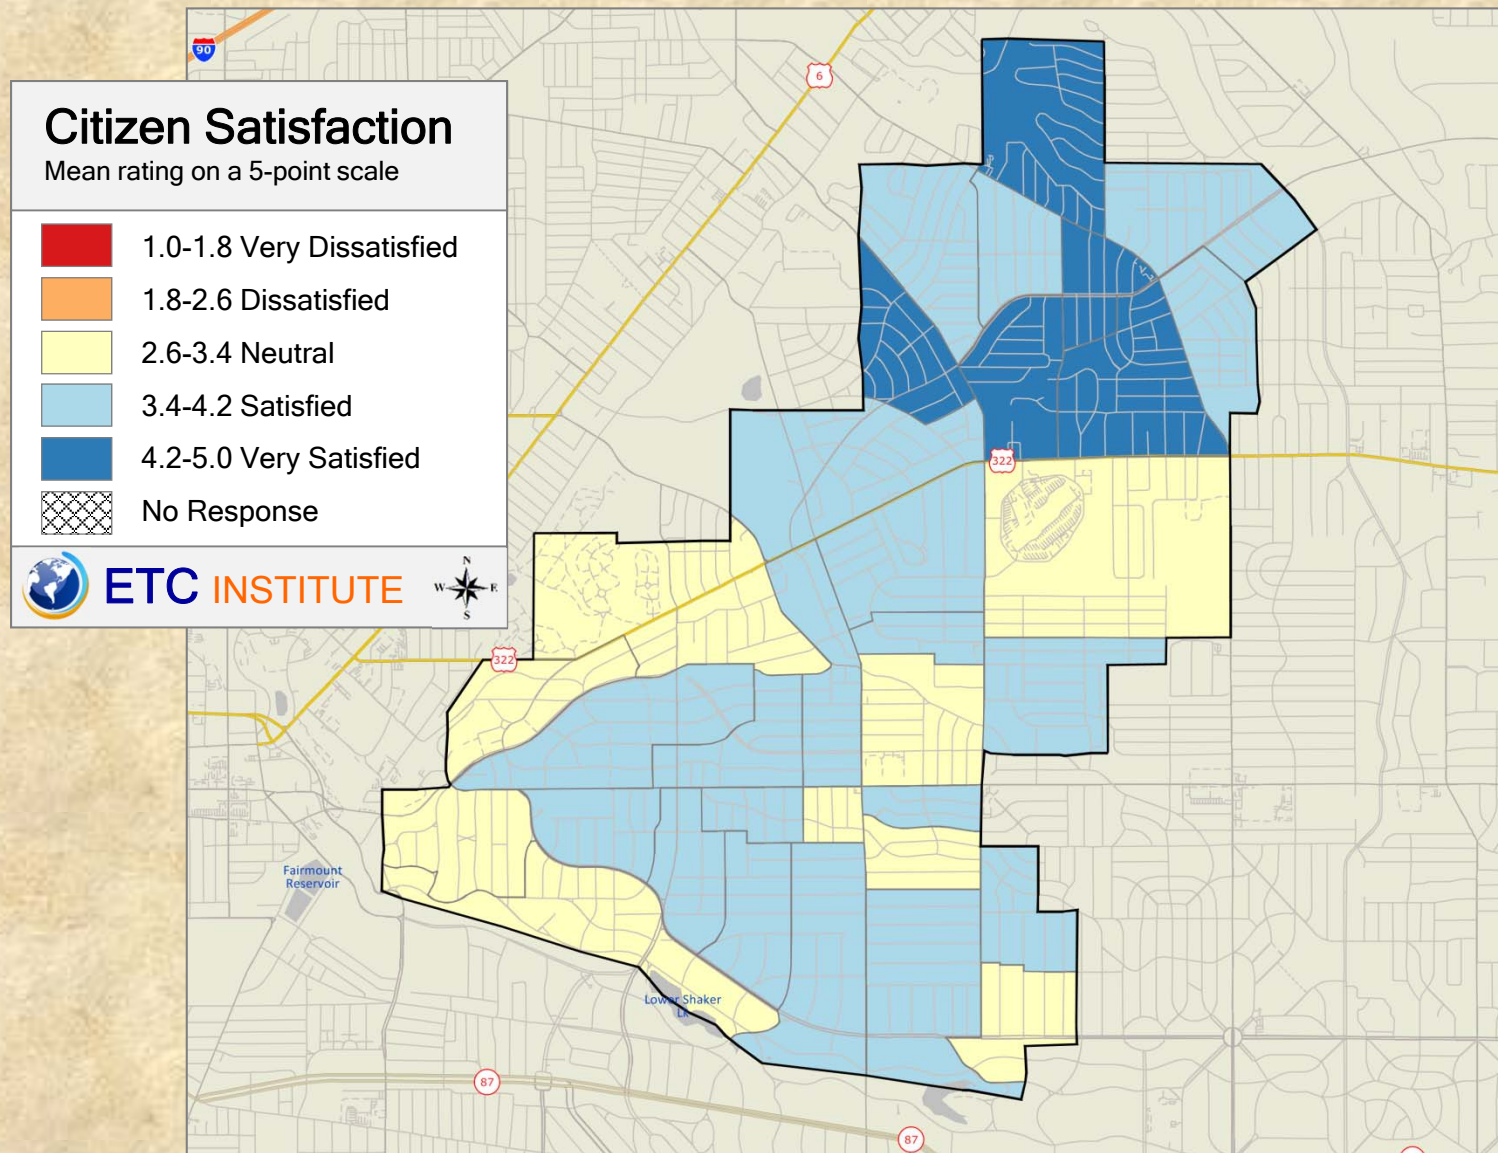 90
6
Citizen Satisfaction
Mean rating on a 5-point scale
1.0-1.8 Very Dissatisfied
1.8-2.6 Dissatisfied
2.6-3.4 Neutral
3.4-4.2 Satisfied
4.2-5.0 Very Satisfied
No Response
ETC INSTITUTE
N
W E
S
322
322
Fairmount
Reservoir
Lower Shaker
Lk
87
87